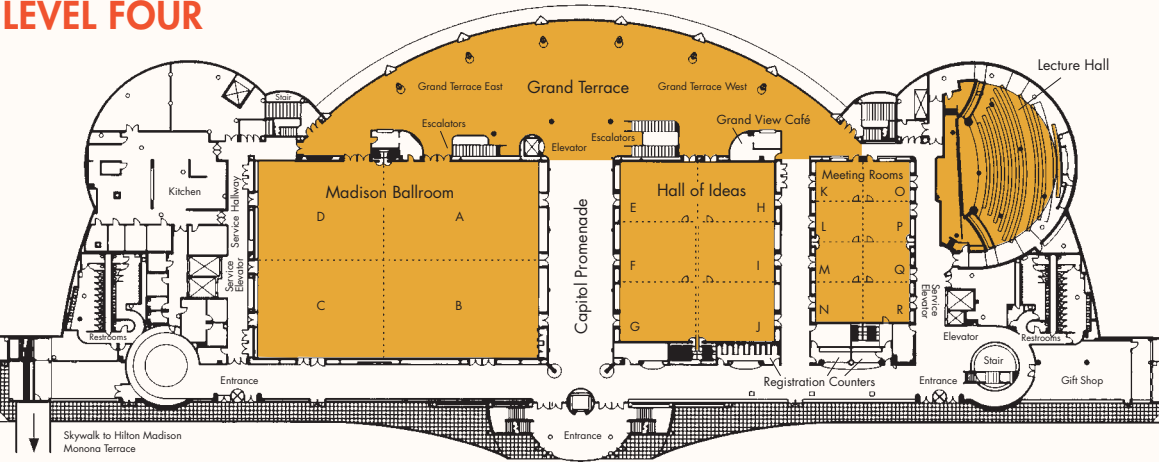 LEVEL FOUR
Lecture Hall
Stair
Grand Terrace East
Grand Terrace
Grand Terrace West
Escalators
Elevator
Escalators
Grand View Café
Kitchen
Service Hallway
Service
Elevator
Madison Ballroom
D
A
C
B
Capitol Promenade
Hall of Ideas
E
H
F
I
G
J
Meeting Rooms
K
O
L
P
M
Q
N
R
Service
Elevator
Restrooms
Elevator
Restrooms
Stair
Gift Shop
Entrance
Registration Counters
Entrance
Entrance
Skywalk to Hilton Madison
Monona Terrace